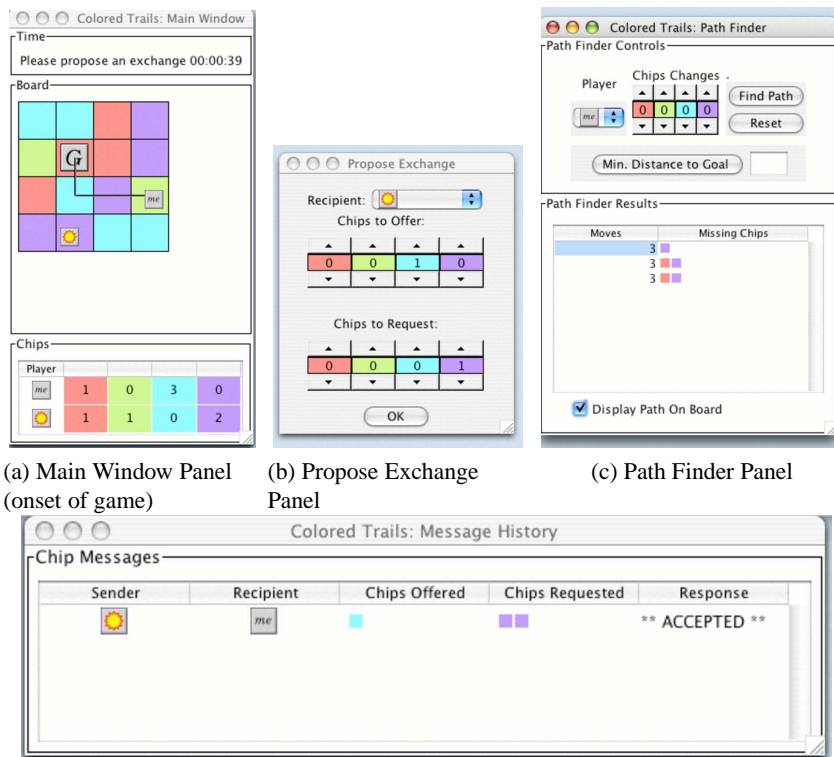 Colored Trails: Main Window
Time
Please propose an exchange 00:00:39
Board
G
me
Chips
Player
me 1 0 3 0
1 1 0 2
(a) Main Window Panel
(onset of game)
Propose Exchange
Recipient:
Chips to Offer:
0 0 1 0
Chips to Request:
0 0 0 1
OK
(b) Propose Exchange
Panel
Colored Trails: Path Finder
Path Finder Controls
Player
Chips Changes .
me
0 0 0 0
Find Path
Reset
Min. Distance to Goal
Path Finder Results
Moves Missing Chips
3
3
3
Display Path On Board
(c) Path Finder Panel
Colored Trails: Message History
Chip Messages
Sender Recipient Chips Offered Chips Requested Response
me ** ACCEPTED **